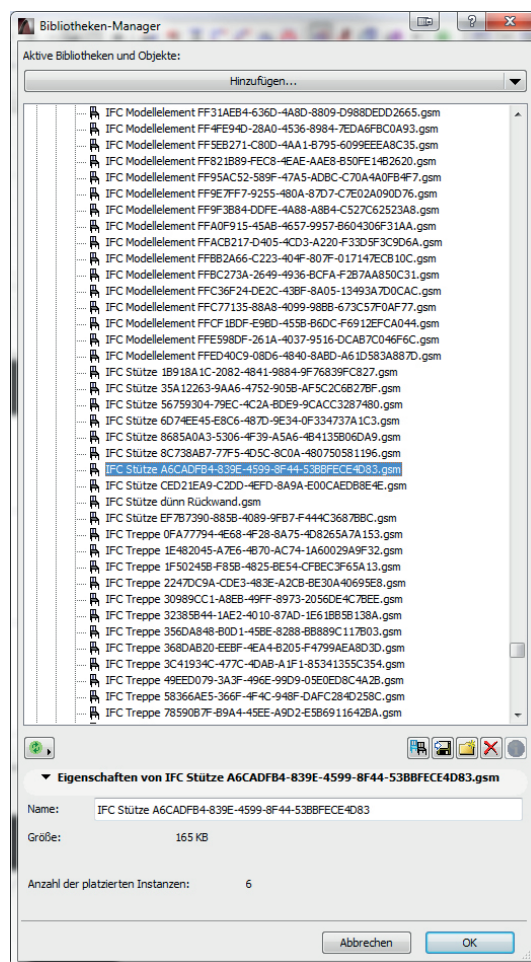 Bibliotheken-Manager
Aktive Bibliotheken und Objekte:
Hinzufügen...
IFC Modellelement FF31AEB4-636D-4A8D-8809-D988DEDD2665.gsm
IFC Modellelement FF4FE94D-28A0-4536-8984-7EDA6FBC0A93.gsm
IFC Modellelement FF5EB271-C80D-4AA1-B795-6099EEEA8C35.gsm
IFC Modellelement FF821B89-FEC8-4EAE-AAE8-B50FE14B2620.gsm
IFC Modellelement FF95AC52-589F-47A5-ADBC-C70A4A0FB4F7.gsm
IFC Modellelement FF9E7FF7-9255-480A-87D7-C7E02A090D76.gsm
IFC Modellelement FF9F3B84-DDFE-4A88-A8B4-C527C62523A8.gsm
IFC Modellelement FFA0F915-45AB-4657-9957-B604306F31AA.gsm
IFC Modellelement FFACB217-D405-4CD3-A220-F33D5F3C9D6A.gsm
IFC Modellelement FFBB2A66-C223-404F-807F-017147ECB10C.gsm
IFC Modellelement FFBC273A-2649-4936-BCFA-F2B7AA850C31.gsm
IFC Modellelement FFC36F24-DE2C-43BF-8A05-13493A7D0CAC.gsm
IFC Modellelement FFC77135-88A8-4099-98BB-673C57F0AF77.gsm
IFC Modellelement FFCF1BDF-E9BD-455B-B6DC-F6912EFCA044.gsm
IFC Modellelement FFE598DF-261A-4037-9516-DCAB7C046F6C.gsm
IFC Modellelement FFED40C9-08D6-4840-8ABD-A61D583A887D.gsm
IFC Stütze 1B918A1C-2082-4841-9884-9F76839FC827.gsm
IFC Stütze 35A12263-9AA6-4752-905B-AF5C2C6B27BF.gsm
IFC Stütze 56759304-79EC-4C2A-BDE9-9CACC3287480.gsm
IFC Stütze 6D74EE45-E8C6-487D-9E34-0F334737A1C3.gsm
IFC Stütze 8685A0A3-5306-4F39-A5A6-4B4135B06DA9.gsm
IFC Stütze 8C738AB7-77F5-4D5C-8C0A-480750581196.gsm
IFC Stütze A6CADFB4-839E-4599-8F44-53BBFECE4D83.gsm
IFC Stütze CED21EA9-C2DD-4EFD-8A9A-E00CAEDB8E4E.gsm
IFC Stütze dünn Rückwand.gsm
IFC Stütze EF7B7390-885B-4089-9FB7-F444C3687BBC.gsm
IFC Treppe 0FA77794-4E68-4F28-8A75-4D8265A7A153.gsm
IFC Treppe 1E482045-A7E6-4B70-AC74-1A60029A9F32.gsm
IFC Treppe 1F50245B-F85B-4825-BE54-CFBEC3F65A13.gsm
IFC Treppe 2247DC9A-CDE3-483E-A2CB-BE30A40695E8.gsm
IFC Treppe 30989CC1-A8EB-49FF-8973-2056DE4C7BEE.gsm
IFC Treppe 32385B44-1AE2-4010-87AD-1E61BB5B138A.gsm
IFC Treppe 356DA848-B0D1-45BE-8288-BB889C117B03.gsm
IFC Treppe 368DAB20-EEBF-4EA4-B205-F4799AEA8D3D.gsm
IFC Treppe 3C41934C-477C-4DAB-A1F1-85341355C354.gsm
IFC Treppe 49EED079-3A3F-496E-99D9-05E0ED8C4A2B.gsm
IFC Treppe 58366AE5-366F-4F4C-948F-DAFC284D258C.gsm
IFC Treppe 78590B7F-B9A4-45EE-A9D2-E5B6911642BA.gsm
Eigenschaften von IFC Stütze A6CADFB4-839E-4599-8F44-53BBFECE4D83.gsm
Name: IFC Stütze A6CADFB4-839E-4599-8F44-53BBFECE4D83
Größe: 165 KB
Anzahl der platzierten Instanzen: 6
Abbrechen OK